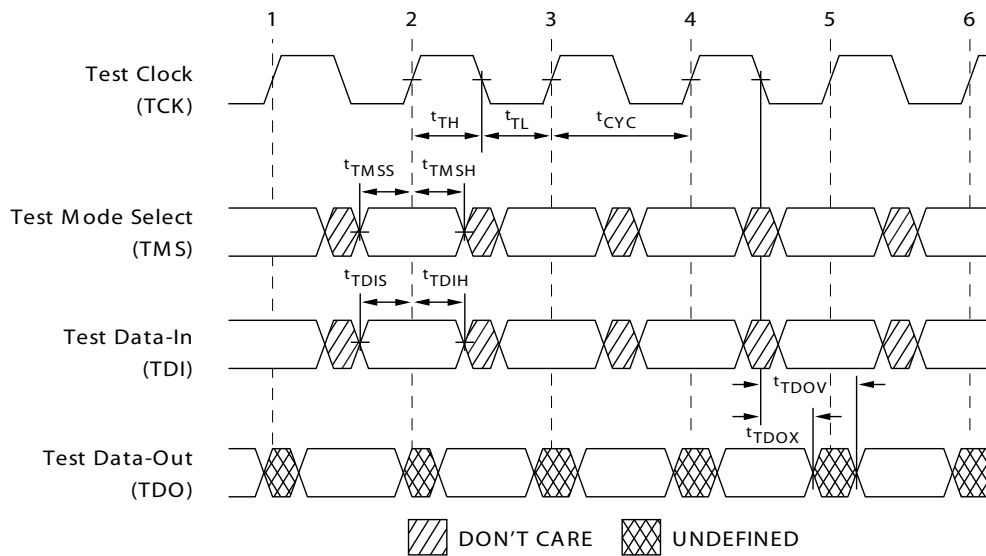 1 2 3 4 5 6
Test Clock
(TCK)
tTH tTL tCYC
tTMSS tTMSH
Test Mode Select
(TMS)
tTDIS tTDIH
Test Data-In
(TDI)
tTDOV
tTDOX
Test Data-Out
(TDO)
DON'T CARE UNDEFINED